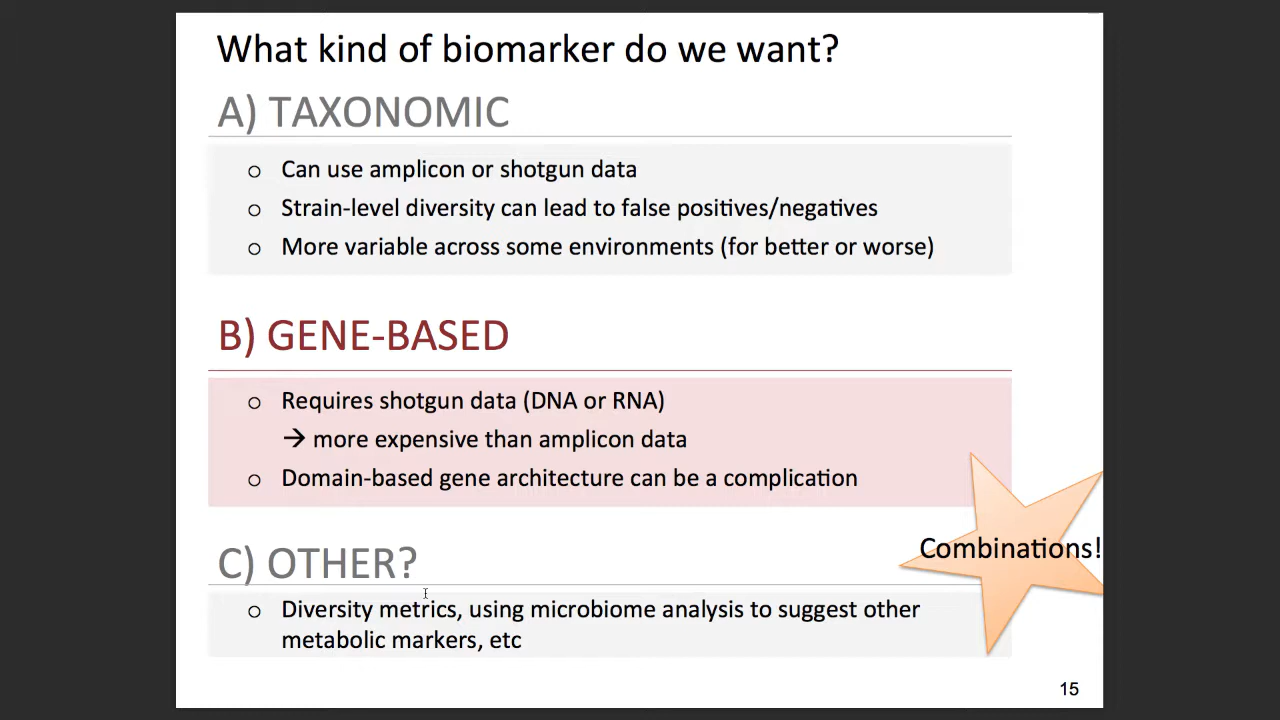 What kind of biomarker do we want?
A) TAXONOMIC
o Can use amplicon or shotgun data
o Strain-level diversity can lead to false positives/negatives
o More variable across some environments (for better or worse)
B) GENE-BASED
o Requires shotgun data (DNA or RNA)
→ more expensive than amplicon data
o Domain-based gene architecture can be a complication
Combinations!
C) OTHER?
o Diversity metrics, using microbiome analysis to suggest other
metabolic markers, etc
15